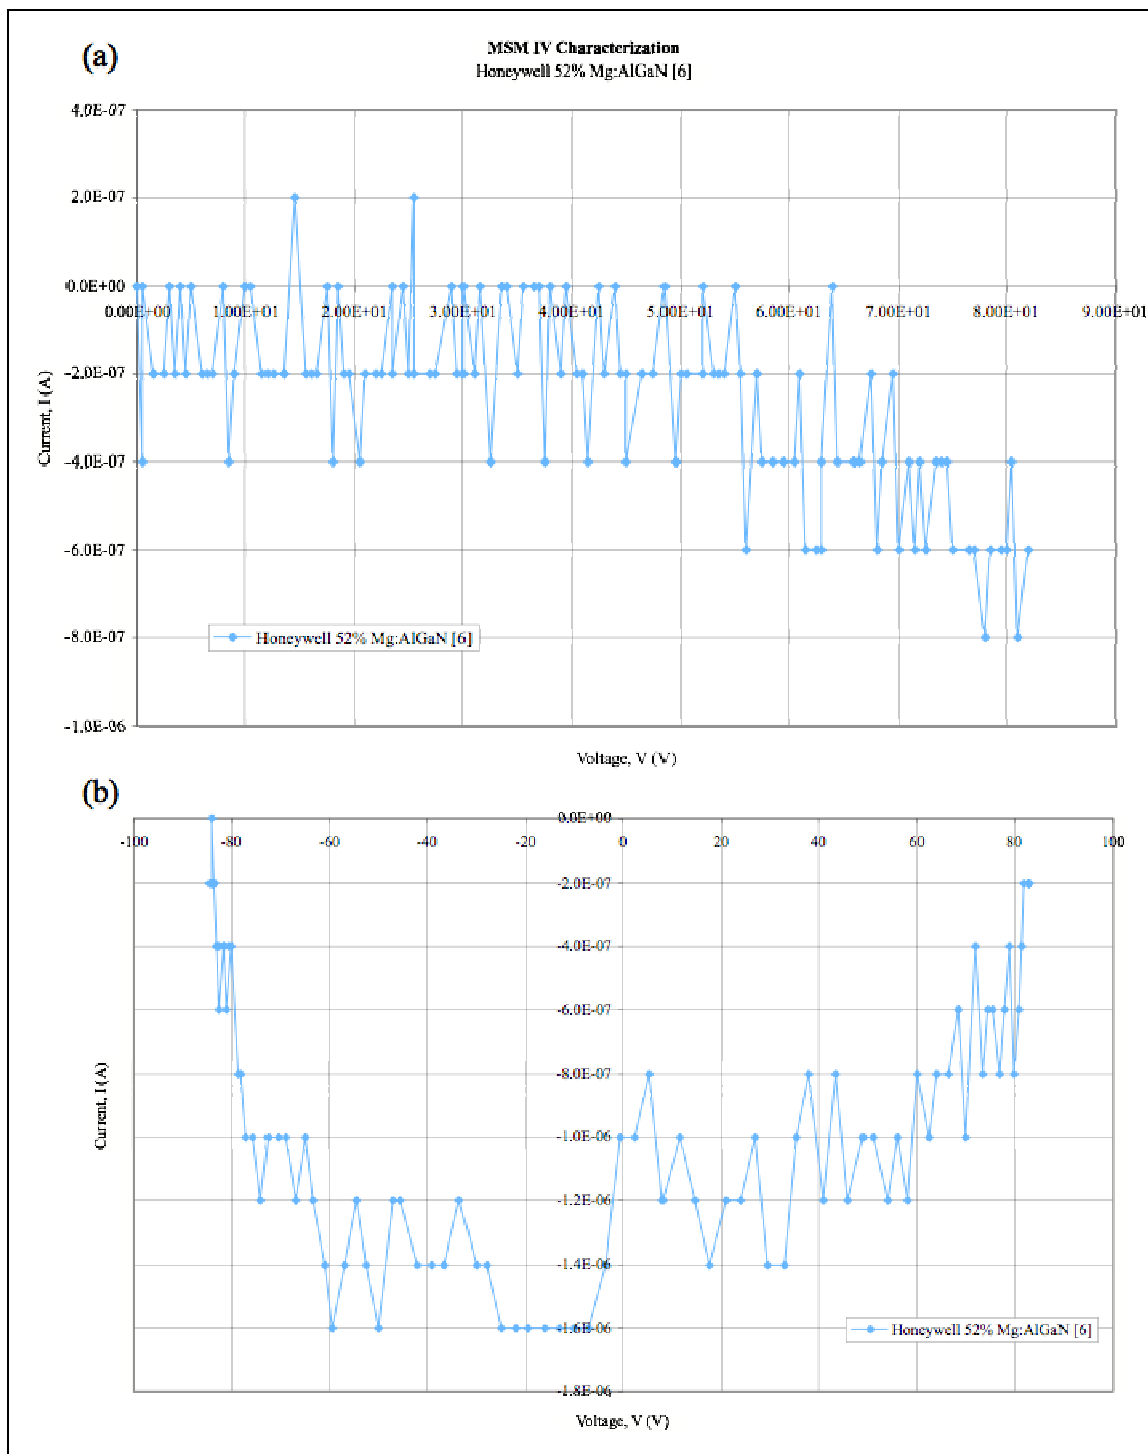 (a)
MSM IV Characterization
Honeywell 52% Mg:AlGaN [6]
4.0E-07
2.0E-07
0.0E+00
0.00E+00 1.00E+01 2.00E+01 3.00E+01 4.00E+01 5.00E+01 6.00E+01 7.00E+01 8.00E+01 9.00E+01
-2.0E-07
Current, I (A)
-4.0E-07
-6.0E-07
-8.0E-07
Honeywell 52% Mg:AlGaN [6]
-1.0E-06
Voltage, V (V)
(b)
0.0E+00
-100 -80 -60 -40 -20 0 20 40 60 80 100
-2.0E-07
-4.0E-07
-6.0E-07
-8.0E-07
Current, I (A)
-1.0E-06
-1.2E-06
-1.4E-06
-1.6E-06
Honeywell 52% Mg:AlGaN [6]
-1.8E-06
Voltage, V (V)